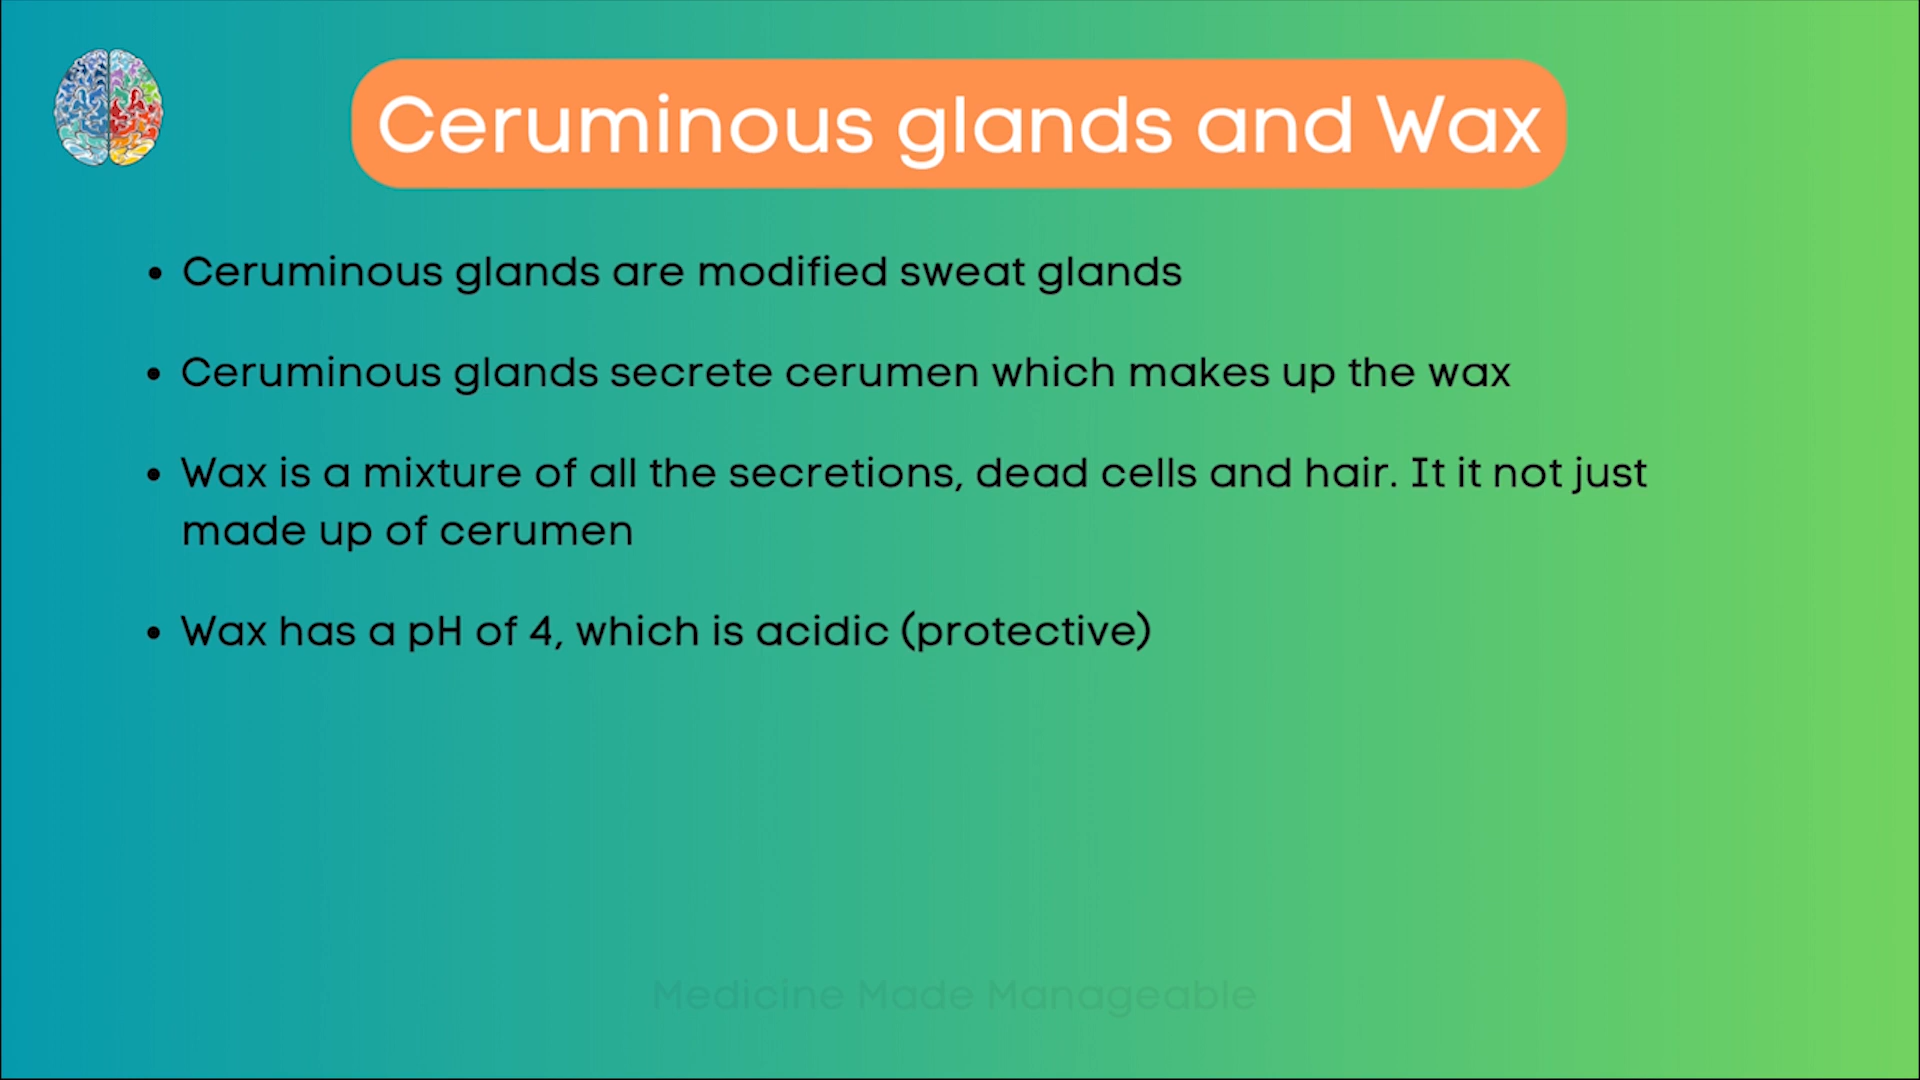 Ceruminous glands and Wax
• Ceruminous glands are modified sweat glands
• Ceruminous glands secrete cerumen which makes up the wax
• Wax is a mixture of all the secretions, dead cells and hair. It it not just
made up of cerumen
• Wax has a pH of 4, which is acidic (protective)
Medicine Made Manageable